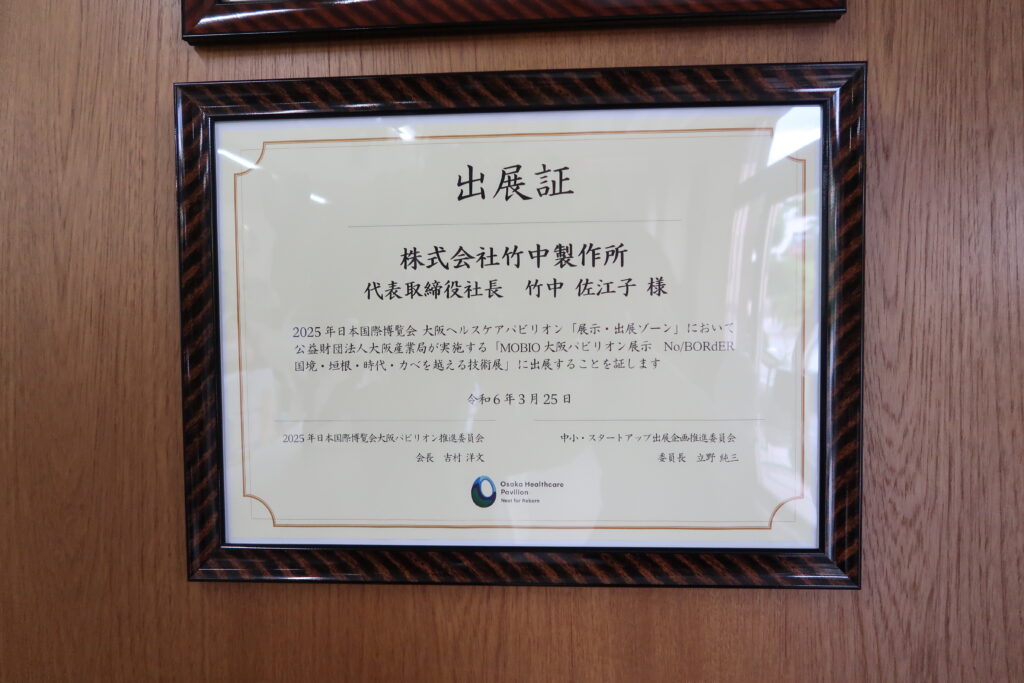 出展証
株式会社竹中製作所
代表取締役社長　竹中 佐江子 様
2025年日本国際博覧会 大阪ヘルスケアパビリオン「展示・出展ゾーン」において
公益財団法人大阪産業局が実施する「MOBIO大阪パビリオン展示　No/BORdER
国境・垣根・時代・カベを越える技術展」に出展することを証します
令和6年3月25日
2025年日本国際博覧会大阪パビリオン推進委員会
会長　吉村 洋文
中小・スタートアップ出展企画推進委員会
委員長　立野 純三
Osaka Healthcare
Pavilion
Nest for Reborn